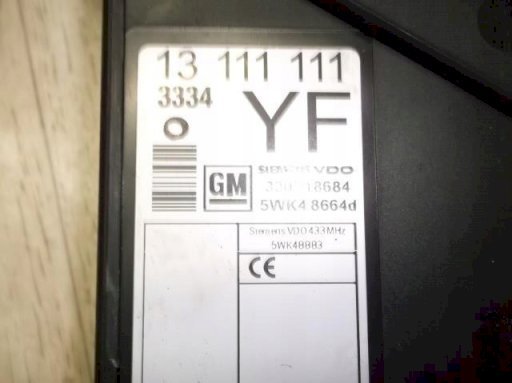 13 111 111
3334
YF
GM
SIEMENS VDO
5WK4 8664d
Siemens VDO 433MHz
5WK48883
CE